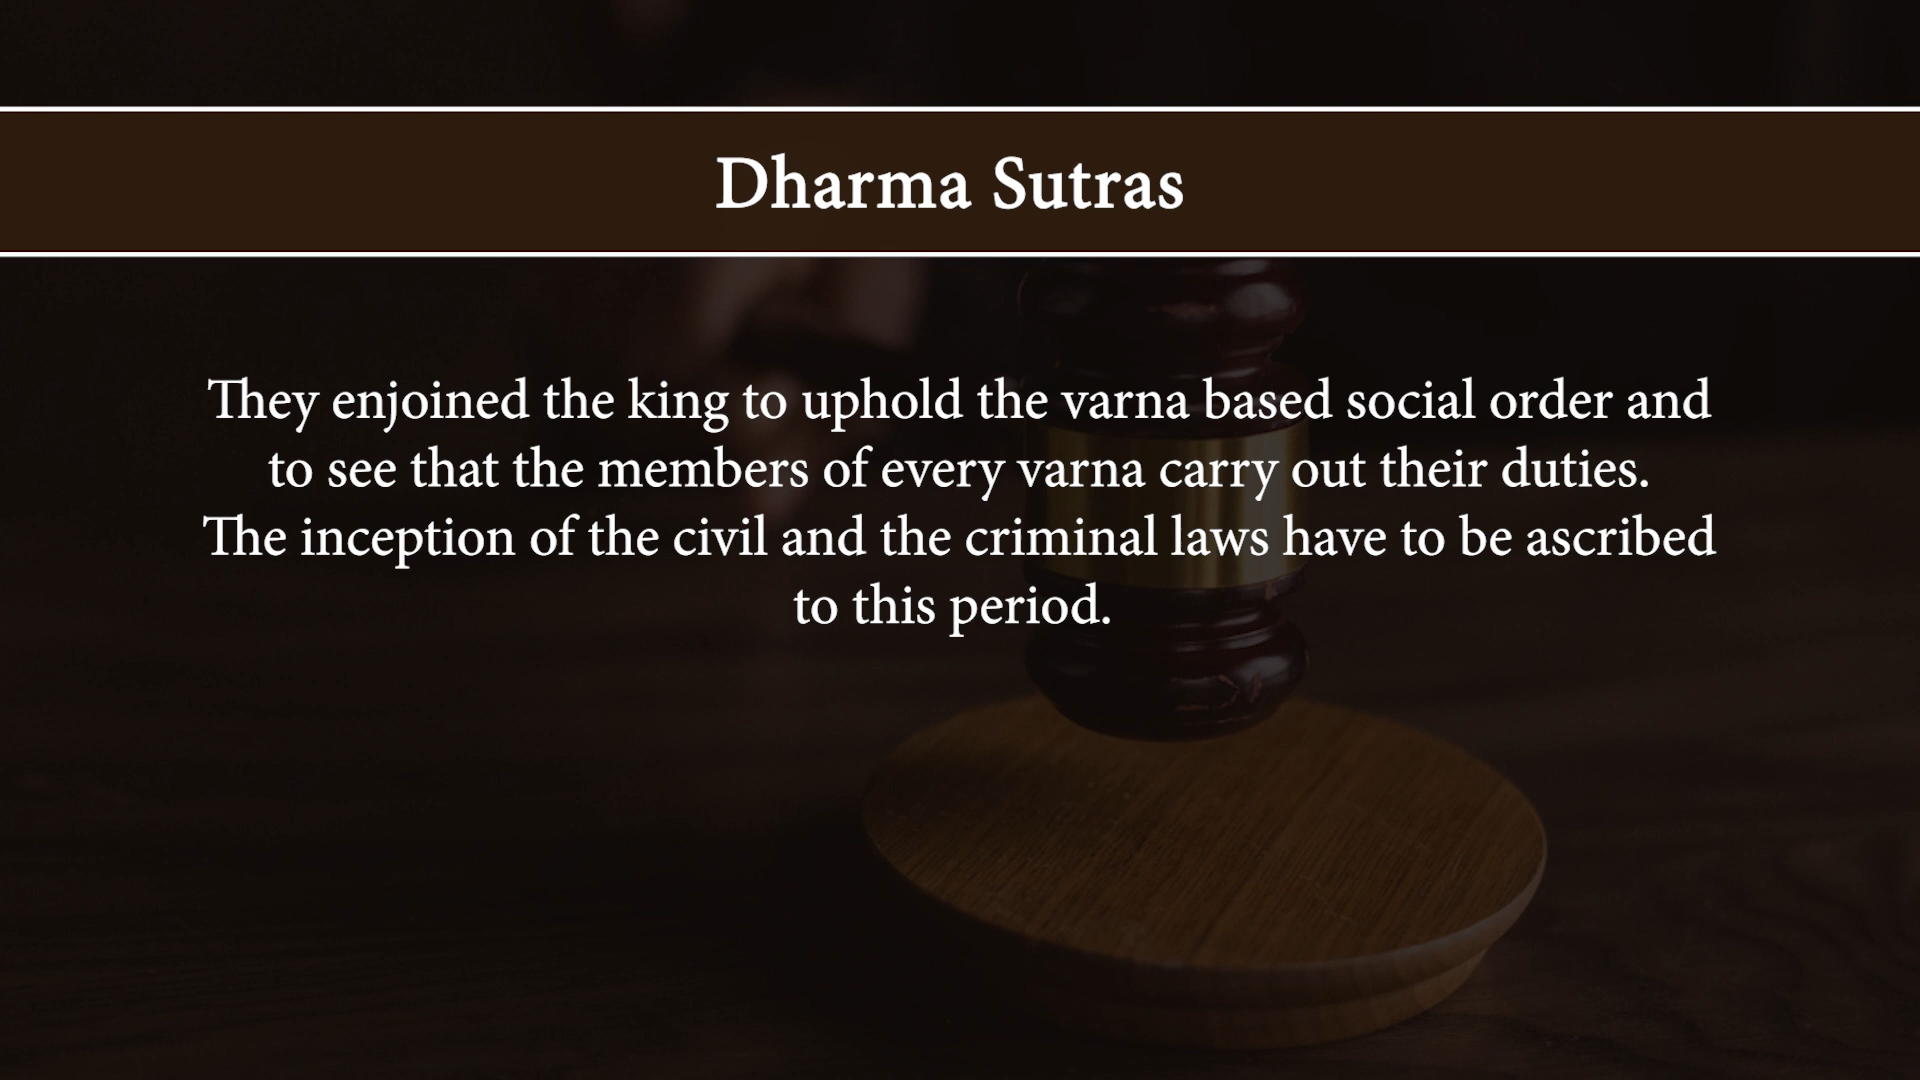 Dharma Sutras
They enjoined the king to uphold the varna based social order and
to see that the members of every varna carry out their duties.
The inception of the civil and the criminal laws have to be ascribed
to this period.